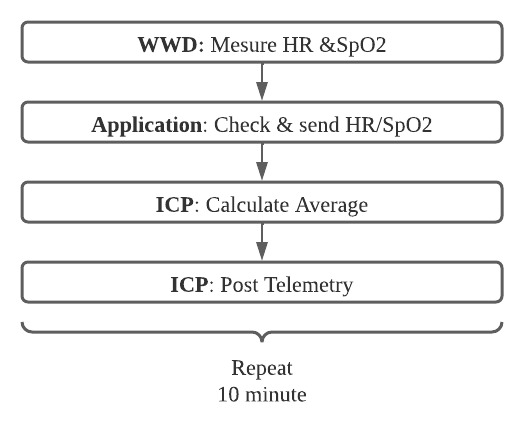 WWD: Mesure HR &SpO2
Application: Check & send HR/SpO2
ICP: Calculate Average
ICP: Post Telemetry
Repeat
10 minute